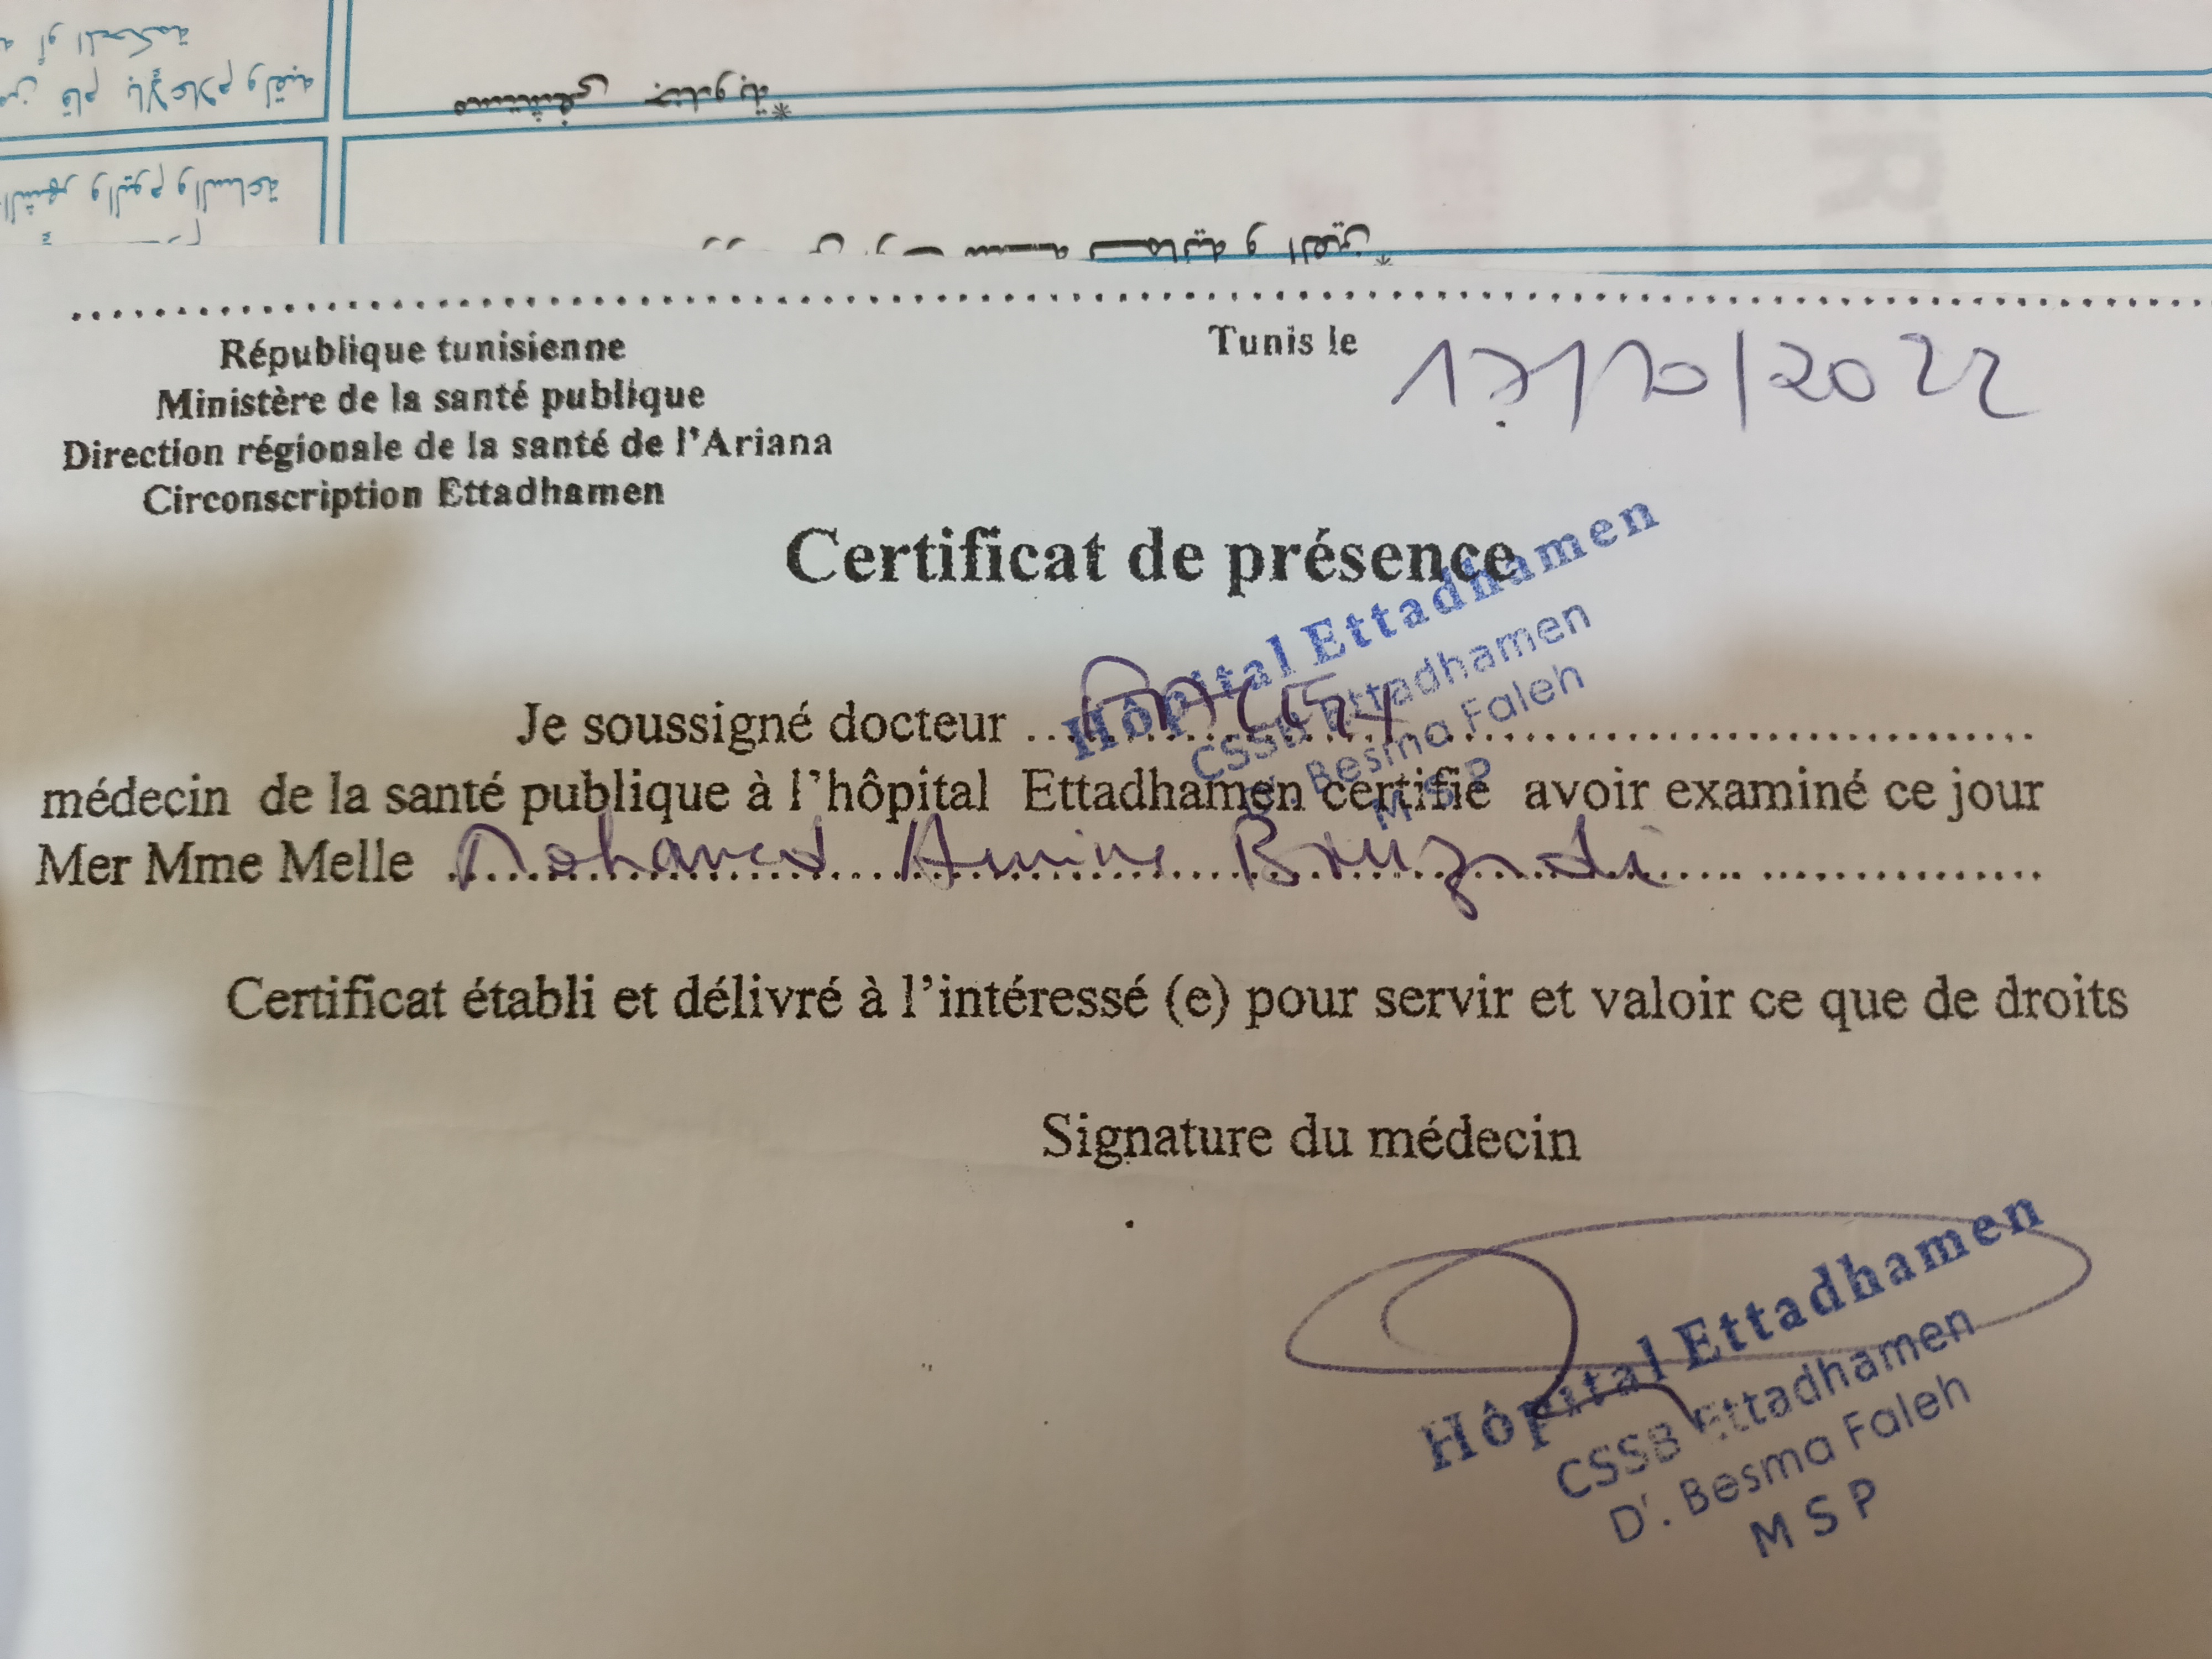 République tunisienne
Ministère de la santé publique
Direction régionale de la santé de l'Ariana
Circonscription Ettadhamen
Tunis le 17/10/2022
Certificat de présence
Hôpital Ettadhamen
CSSB Ettadhamen
Dr. Besma Faleh
M S P
Je soussigné docteur
médecin de la santé publique à l'hôpital Ettadhamen certifie avoir examiné ce jour
Mer Mme Melle Mohamed Amine
Certificat établi et délivré à l'intéressé (e) pour servir et valoir ce que de droits
Signature du médecin
Hôpital Ettadhamen
CSSB Ettadhamen
Dr. Besma Faleh
M S P